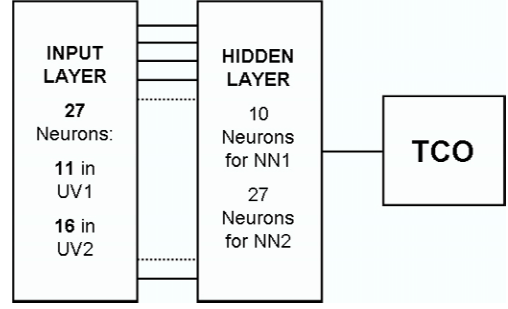 INPUT
LAYER
27
Neurons:
11 in
UV1
16 in
UV2
HIDDEN
LAYER
10
Neurons
for NN1
27
Neurons
for NN2
TCO